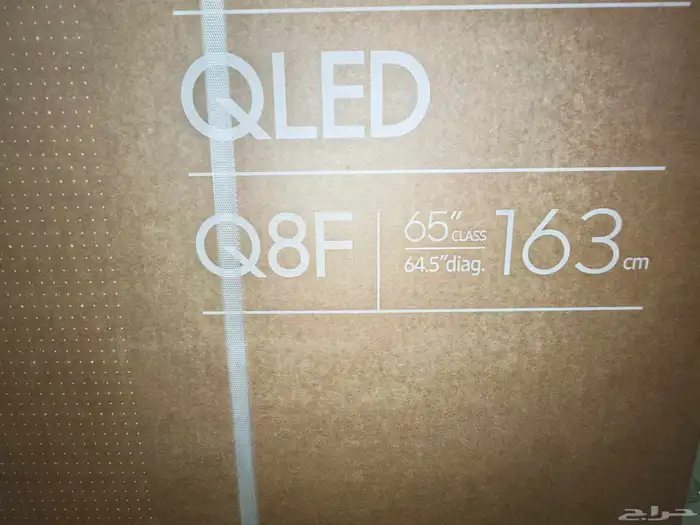 QLED
Q8F
65" CLASS
64.5" diag.
163 cm
حراج